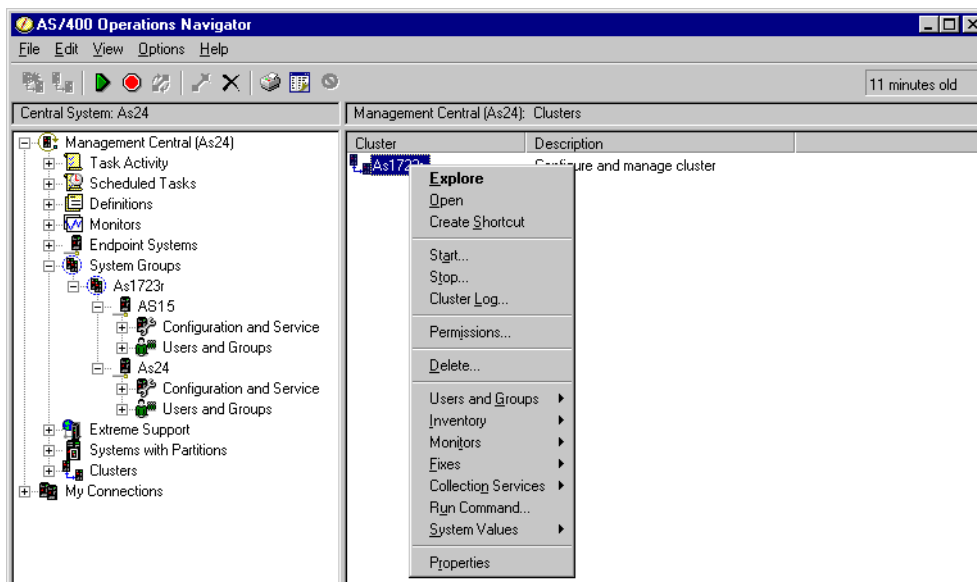 AS/400 Operations Navigator
File Edit View Options Help
11 minutes old
Central System: As24
Management Central (As24): Clusters
Management Central (As24)
Task Activity
Scheduled Tasks
Definitions
Monitors
Endpoint Systems
System Groups
As1723r
AS15
Configuration and Service
Users and Groups
As24
Configuration and Service
Users and Groups
Extreme Support
Systems with Partitions
Clusters
My Connections
Cluster Description
As1723r ure and manage cluster
Explore
Open
Create Shortcut
Start...
Stop...
Cluster Log...
Permissions...
Delete...
Users and Groups
Inventory
Monitors
Fixes
Collection Services
Run Command...
System Values
Properties